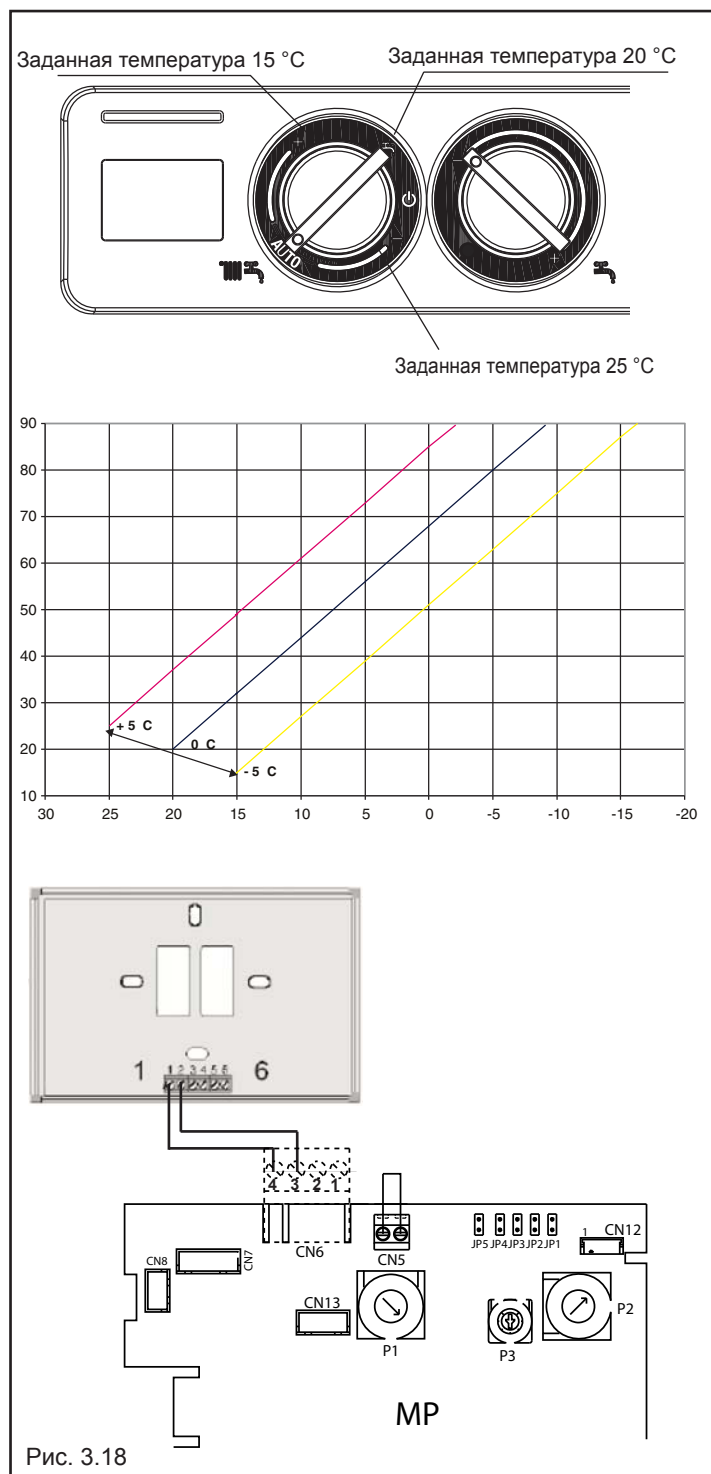 Заданная температура 15 °C
Заданная температура 20 °C
+
AUTO
-
-
+
Заданная температура 25 °C
90
80
70
60
50
40
30
20
10
+ 5 C
0 C
- 5 C
30 25 20 15 10 5 0 -5 -10 -15 -20
1 1 2 3 4 5 6 6
4 3 2 1
CN8
CN7
CN6
CN5
JP5 JP4 JP3 JP2 JP1
1 CN12
CN13
P1
P3
P2
MP
Рис. 3.18